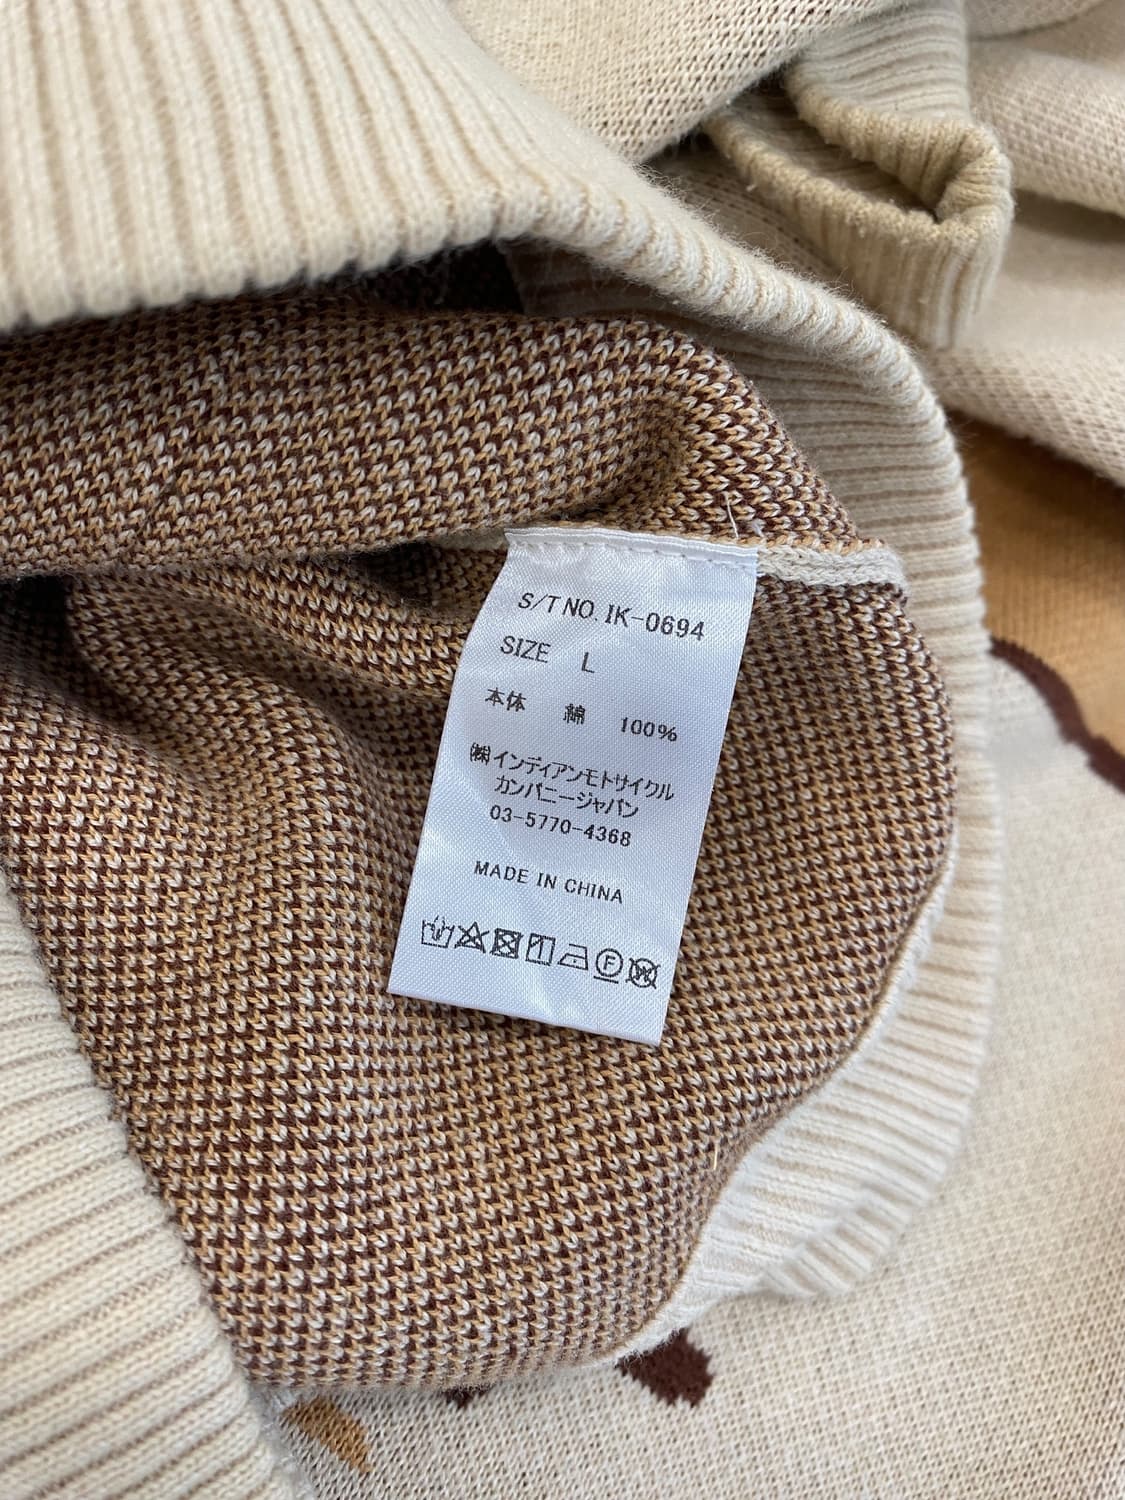 S/T NO. IK-0694
SIZE L
本体 綿 100%
㈱インディアンモトサイクル
カンパニージャパン
03-5770-4368
MADE IN CHINA
F
W